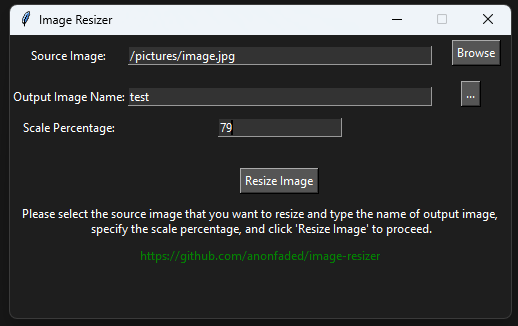 Image Resizer
Source Image: /pictures/image.jpg Browse
Output Image Name: test ...
Scale Percentage: 79
Resize Image
Please select the source image that you want to resize and type the name of output image,
specify the scale percentage, and click 'Resize Image' to proceed.
https://github.com/anonfaded/image-resizer